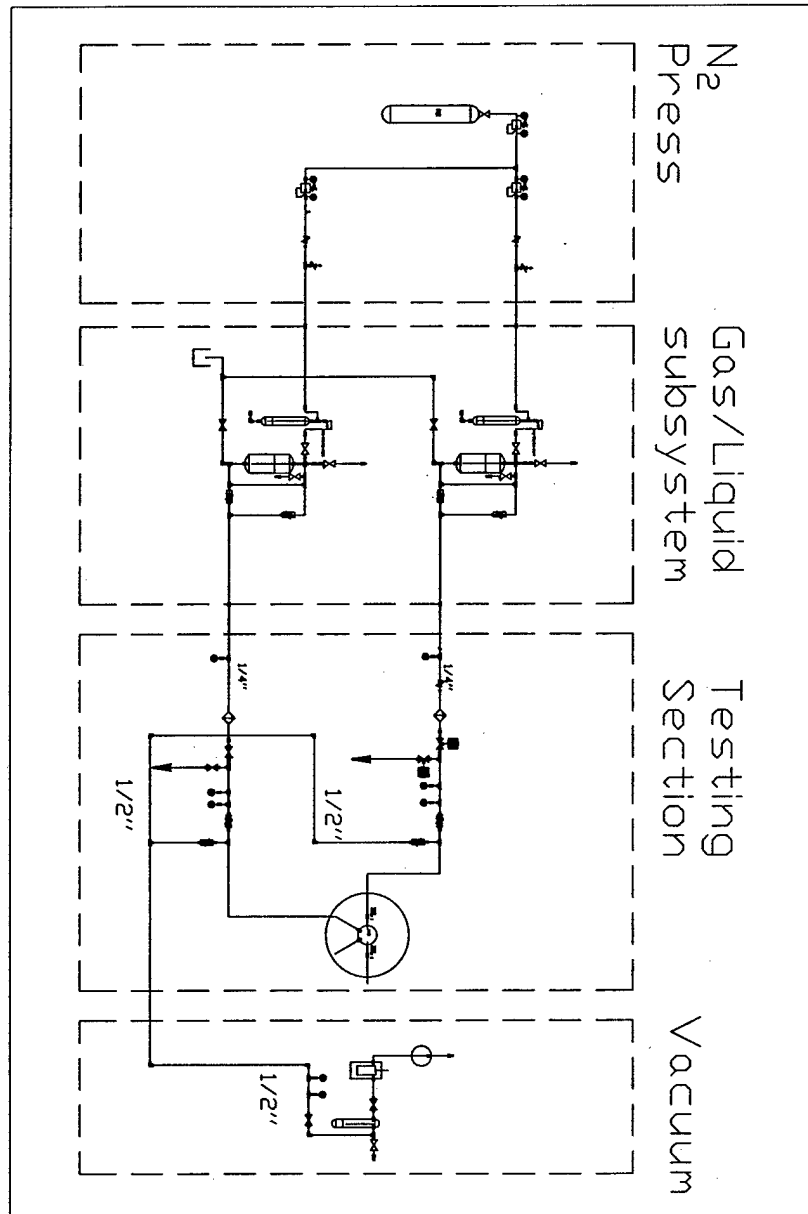 N2
Press
Gas/Liquid
subsystem
1/4"
1/4"
Testing
Section
1/2"
1/2"
1/2"
Vacuum